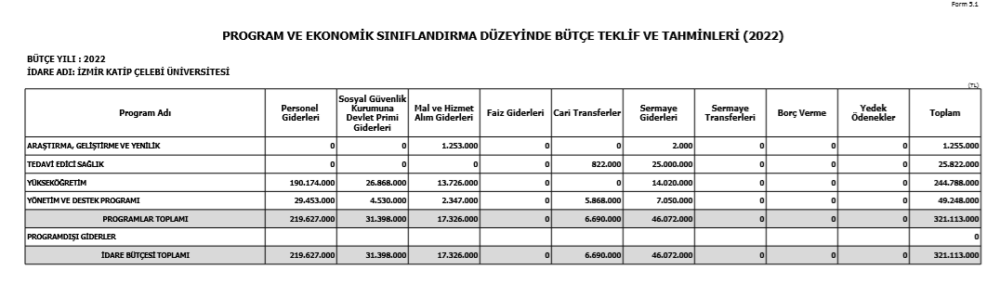 Form 5.1
PROGRAM VE EKONOMİK SINIFLANDIRMA DÜZEYİNDE BÜTÇE TEKLİF VE TAHMİNLERİ (2022)
BÜTÇE YILI : 2022
İDARE ADI: İZMİR KATİP ÇELEBİ ÜNİVERSİTESİ
(TL)
Program Adı Personel Giderleri Sosyal Güvenlik Kurumuna Devlet Primi Giderleri Mal ve Hizmet Alım Giderleri Faiz Giderleri Cari Transferler Sermaye Giderleri Sermaye Transferleri Borç Verme Yedek Ödenekler Toplam
ARAŞTIRMA, GELİŞTİRME VE YENİLİK 0 0 1.253.000 0 0 2.000 0 0 0 1.255.000
TEDAVİ EDİCİ SAĞLIK 0 0 0 0 822.000 25.000.000 0 0 0 25.822.000
YÜKSEKÖĞRETİM 190.174.000 26.868.000 13.726.000 0 0 14.020.000 0 0 0 244.788.000
YÖNETİM VE DESTEK PROGRAMI 29.453.000 4.530.000 2.347.000 0 5.868.000 7.050.000 0 0 0 49.248.000
PROGRAMLAR TOPLAMI 219.627.000 31.398.000 17.326.000 0 6.690.000 46.072.000 0 0 0 321.113.000
PROGRAMDIŞI GİDERLER 0
İDARE BÜTÇESİ TOPLAMI 219.627.000 31.398.000 17.326.000 0 6.690.000 46.072.000 0 0 0 321.113.000